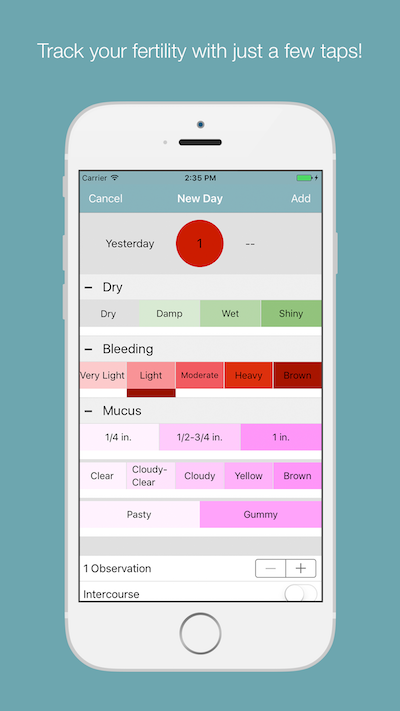 Track your fertility with just a few taps!
Carrier 2:35 PM
Cancel New Day Add
Yesterday 1 --
Dry
Dry Damp Wet Shiny
Bleeding
Very Light Light Moderate Heavy Brown
Mucus
1/4 in. 1/2-3/4 in. 1 in.
Clear Cloudy-
Clear Cloudy Yellow Brown
Pasty Gummy
1 Observation
Intercourse